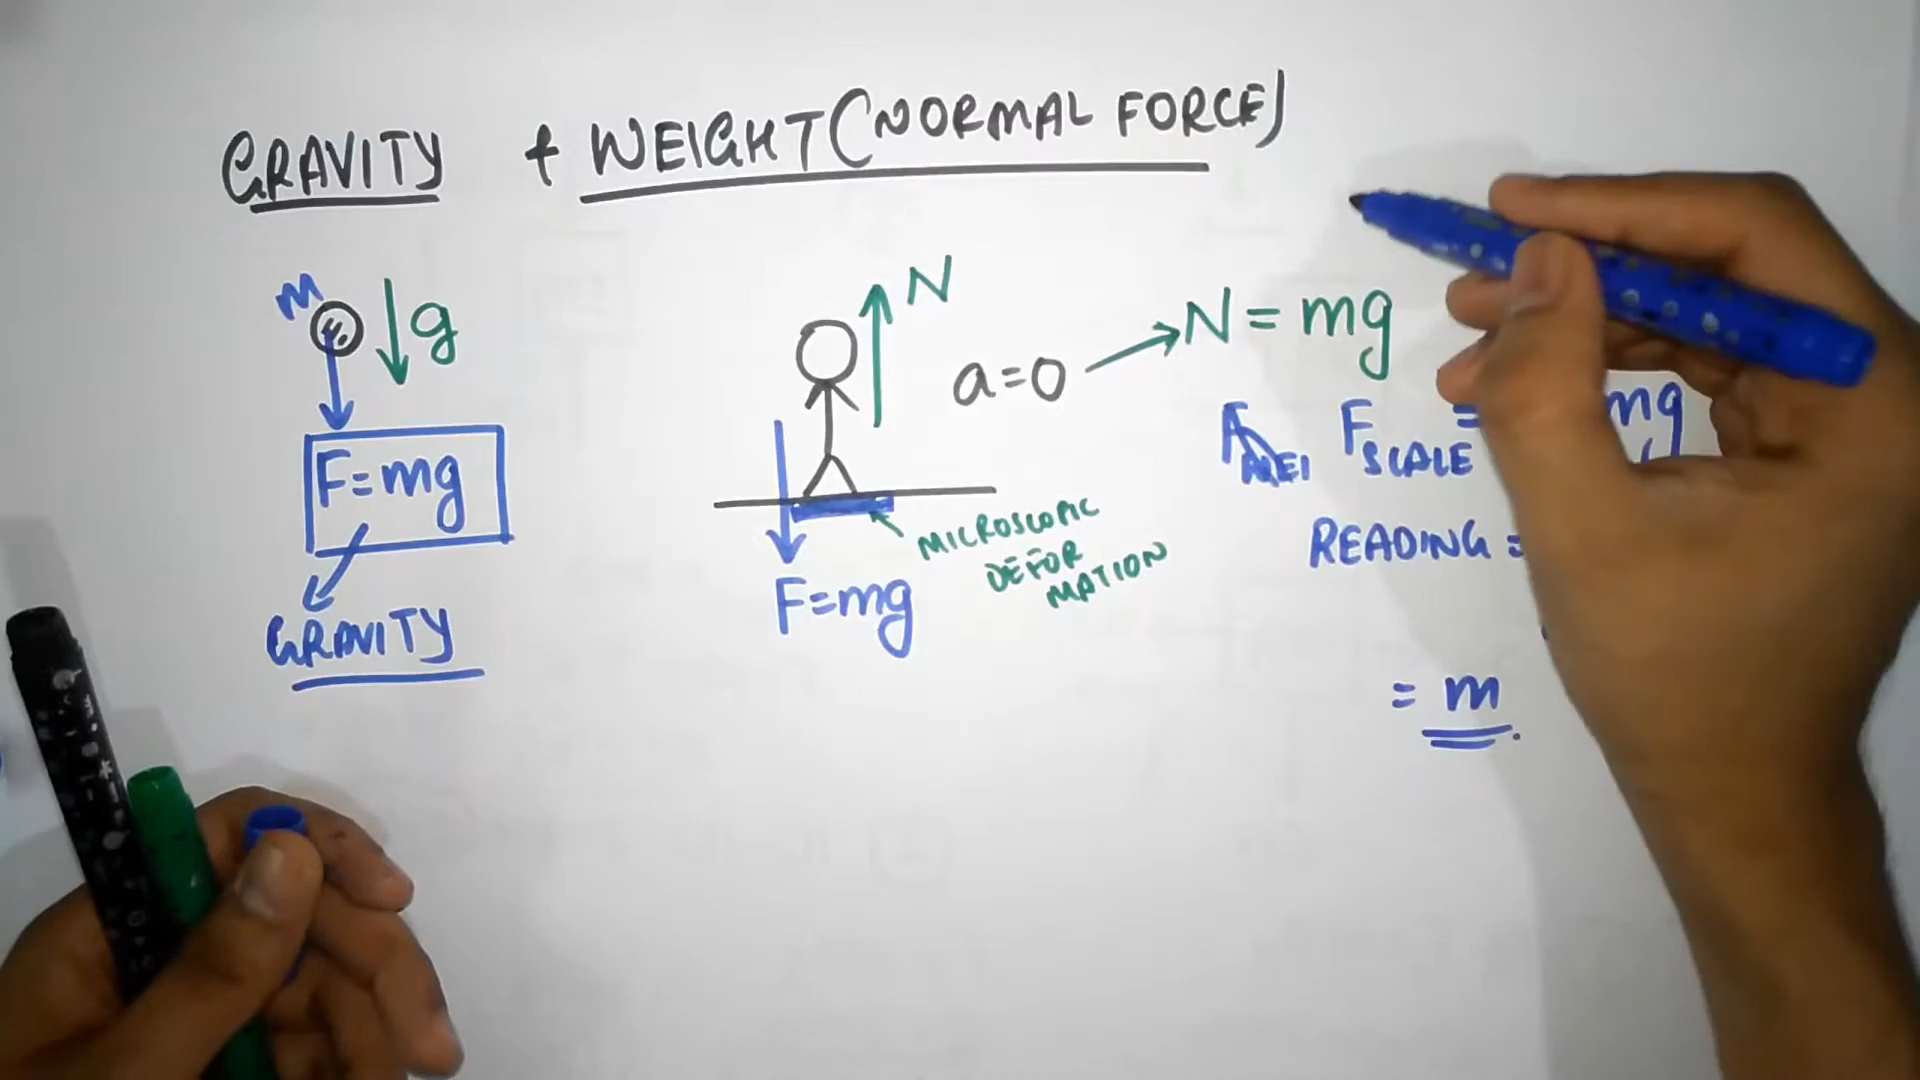 GRAVITY + WEIGHT (NORMAL FORCE)
m
g
F=mg
GRAVITY
N
a=0
N = mg
F=mg
MICROSCOPIC
DEFOR
MATION
F SCALE = mg
READING =
= m